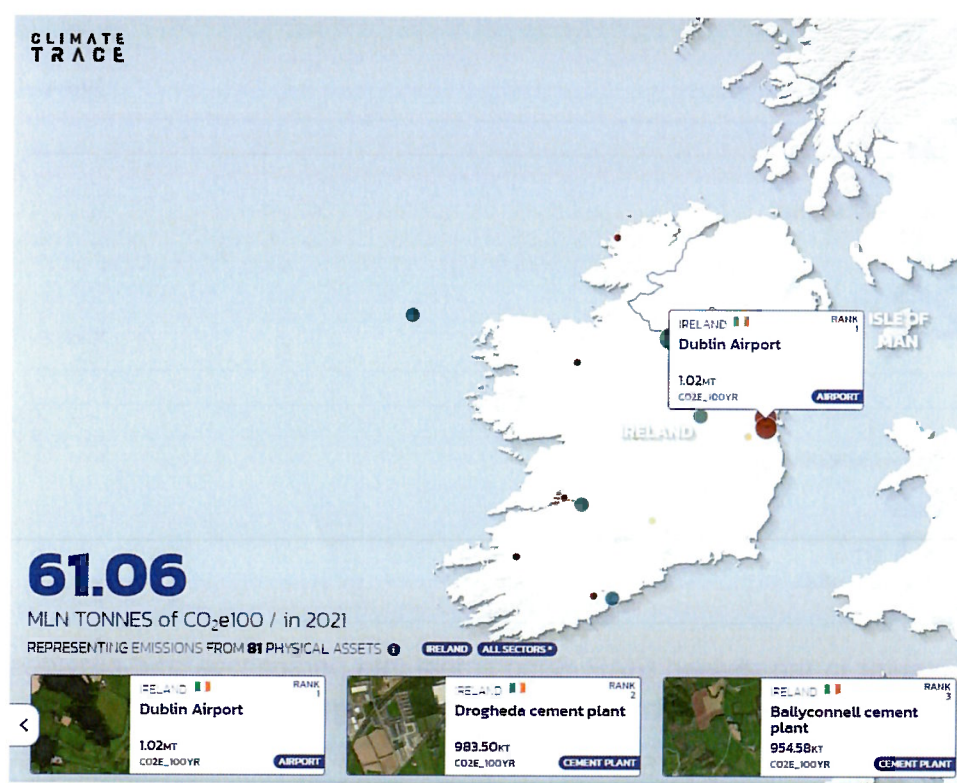 CLIMATE
TRACE
ISLE OF
MAN
IRELAND
RANK
1
Dublin Airport
1.02MT
CO2E_100YR
AIRPORT
IRELAND
61.06
MLN TONNES of CO₂e100 / in 2021
REPRESENTING EMISSIONS FROM 81 PHYSICAL ASSETS i IRELAND ALL SECTORS*
IRELAND
RANK
1
Dublin Airport
1.02MT
CO2E_100YR
AIRPORT
IRELAND
RANK
2
Drogheda cement plant
983.50KT
CO2E_100YR
CEMENT PLANT
IRELAND
RANK
3
Ballyconnell cement
plant
954.58KT
CO2E_100YR
CEMENT PLANT